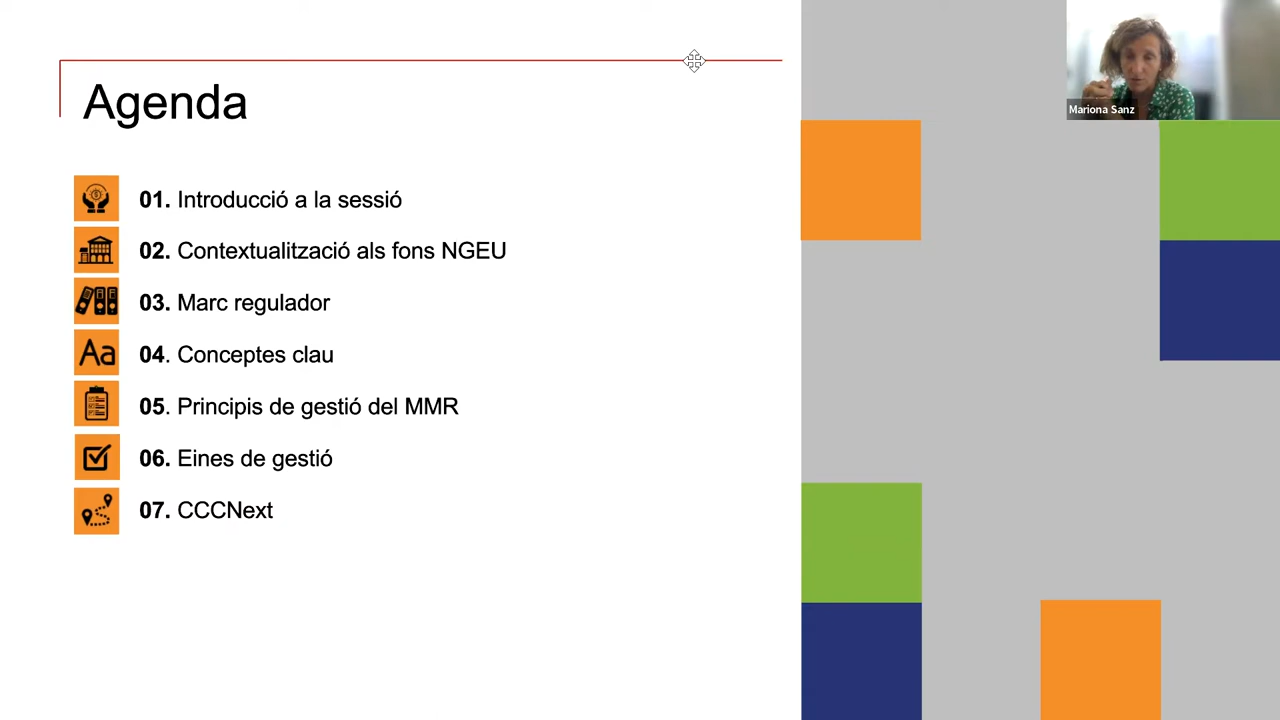 Agenda
01. Introducció a la sessió
02. Contextualització als fons NGEU
03. Marc regulador
Aa
04. Conceptes clau
05. Principis de gestió del MMR
06. Eines de gestió
07. CCCNext
Mariona Sanz